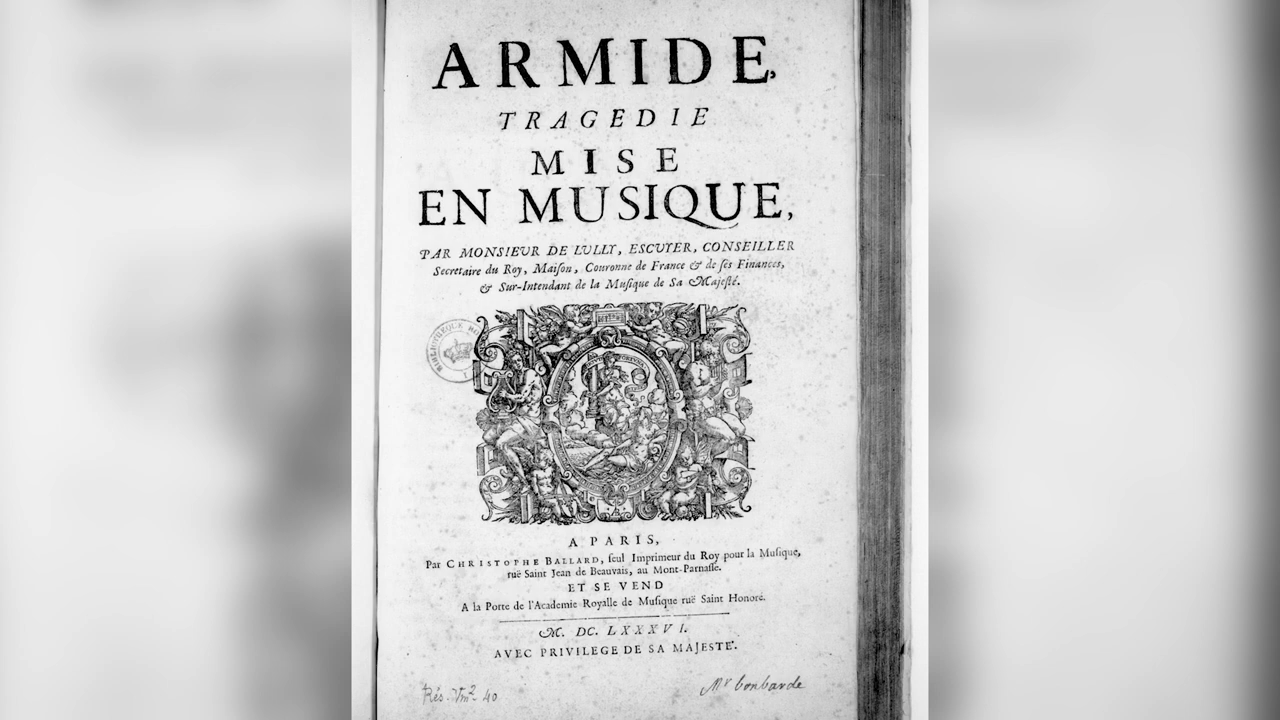 ARMIDE,
TRAGEDIE
MISE
EN MUSIQUE,
PAR MONSIEUR DE LULLY, ESCUYER, CONSEILLER
Secretaire du Roy, Maiſon, Couronne de France & de ſes Finances,
& Sur-Intendant de la Muſique de Sa Majeſté.
BIBLIOTHEQUE
A PARIS,
Par CHRISTOPHE BALLARD, ſeul Imprimeur du Roy pour la Muſique,
ruë Saint Jean de Beauvais, au Mont-Parnaſſe.
ET SE VEND
A la Porte de l'Academie Royalle de Muſique ruë Saint Honoré.
M. DC. LXXXVI.
AVEC PRIVILEGE DE SA MAJESTE'.
Rés. Vm² 40
Mr bonbarde